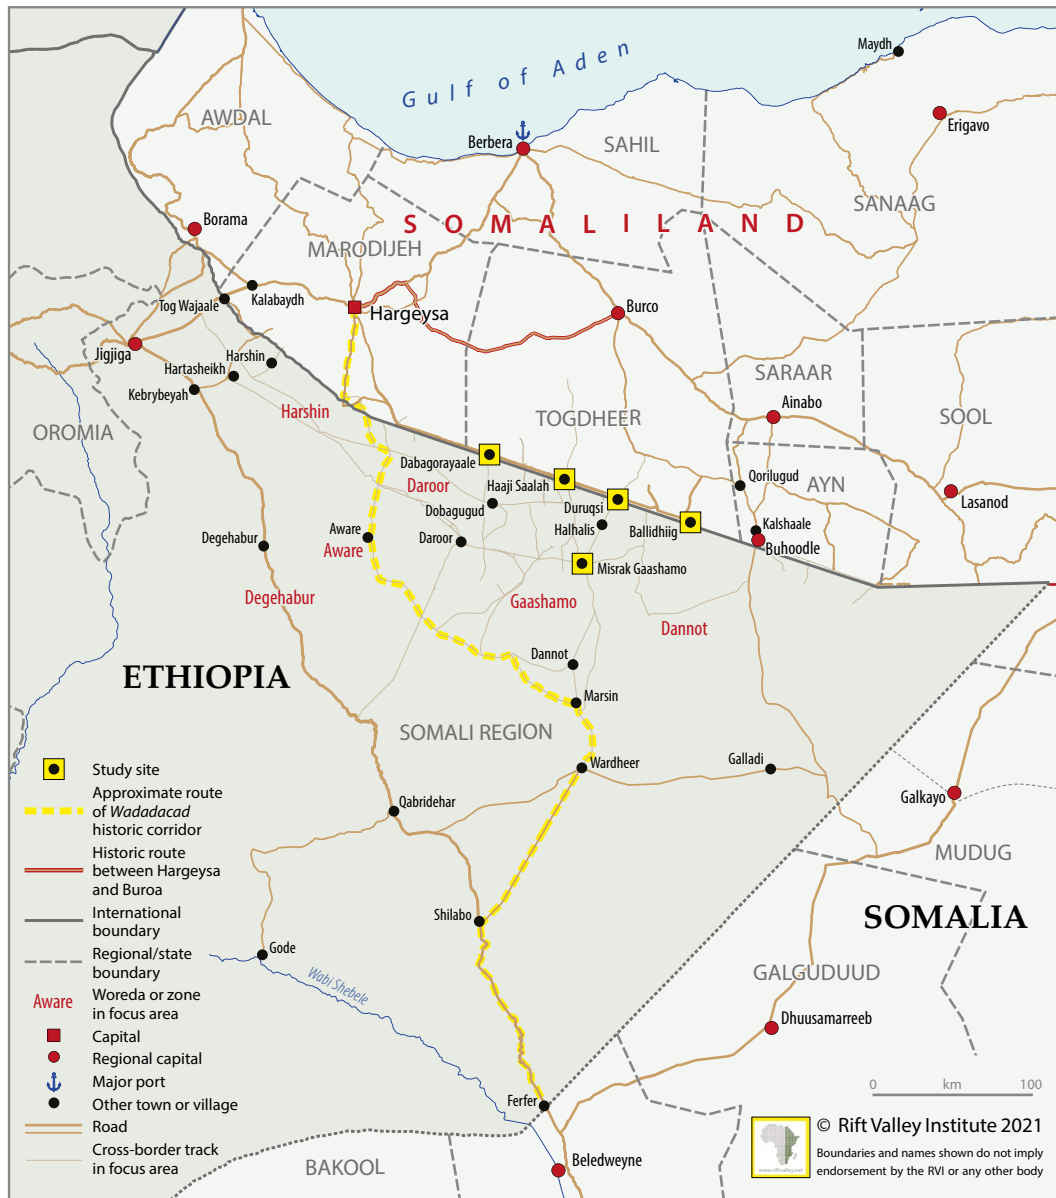 Maydh
Gulf of Aden
Erigavo
AWDAL
Berbera
SAHIL
SANAAG
Borama
SOMALILAND
MARODIJEH
Tog Wajaale
Kalabaydh
Hargeysa
Burco
Jigjiga
Harshin
Hartasheikh
Kebrybeyah
SARAAR
Ainabo
Harshin
OROMIA
TOGDHEER
SOOL
Dabagorayaale
Daroor
Haaji Saalah
Qorilugud
AYN
Lasanod
Dobagugud
Duruqsi
Aware
Aware
Daroor
Halhalis
Ballidhiig
Kalshaale
Buhoodle
Degehabur
Misrak Gaashamo
Degehabur
Gaashamo
Dannot
ETHIOPIA
Dannot
Marsin
SOMALI REGION
Wardheer
Galladi
Qabridehar
Galkayo
MUDUG
Shilabo
SOMALIA
Gode
Wabi Shebele
GALGUDUUD
Dhuusamarreeb
Ferfer
BAKOOL
Beledweyne
Study site
Approximate route
of Wadadacad
historic corridor
Historic route
between Hargeysa
and Buroa
International
boundary
Regional/state
boundary
Aware
Woreda or zone
in focus area
Capital
Regional capital
Major port
Other town or village
Road
Cross-border track
in focus area
0 km 100
© Rift Valley Institute 2021
Boundaries and names shown do not imply
endorsement by the RVI or any other body
www.riftvalley.net